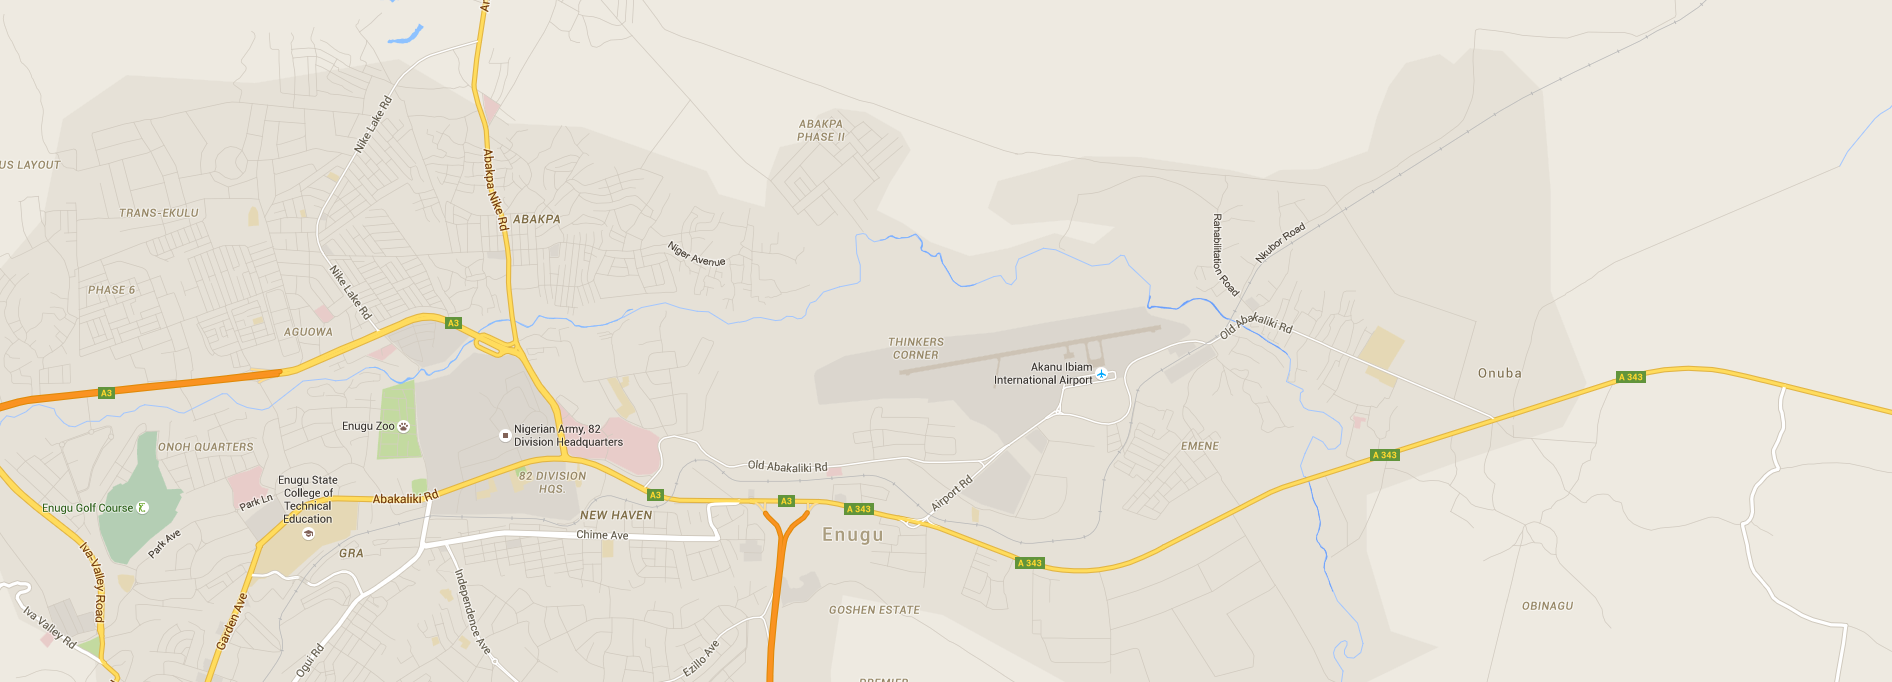 Ar
ABAKPA
PHASE II
Nike Lake Rd
US LAYOUT
Abakpa Nike Rd
TRANS-EKULU
ABAKPA
Rahabilitation Road
Nkubor Road
Niger Avenue
PHASE 6
Nike Lake Rd
AGUOWA
A3
Old Abakaliki Rd
THINKERS
CORNER
Akanu Ibiam
International Airport
Onuba
A 343
A3
Enugu Zoo
Nigerian Army, 82
Division Headquarters
ONOH QUARTERS
EMENE
A 343
Old Abakaliki Rd
82 DIVISION
HQS.
Enugu State
College of
Technical
Education
Park Ln
Abakaliki Rd
A3
A3
A 343
Airport Rd
Enugu Golf Course
NEW HAVEN
Chime Ave
Enugu
Park Ave
GRA
A 343
Iva-Valley Road
Independence Ave
Iva Valley Rd
Garden Ave
GOSHEN ESTATE
OBINAGU
Ogui Rd
Ezillo Ave
PREMIER